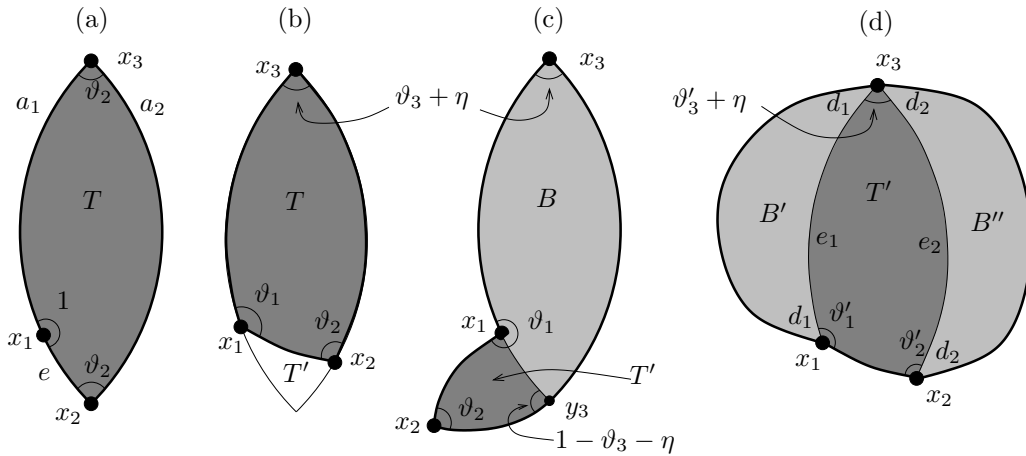 (a)
x₃
ϑ₂
a₁
a₂
T
1
x₁
e
ϑ₂
x₂
(b)
x₃
ϑ₃ + η
T
ϑ₁
x₁
ϑ₂
x₂
T′
(c)
x₃
B
x₁
ϑ₁
T′
ϑ₂
x₂
y₃
1 − ϑ₃ − η
(d)
x₃
ϑ′₃ + η
d₁
d₂
B′
T′
B″
e₁
e₂
d₁
ϑ′₁
x₁
ϑ′₂
d₂
x₂